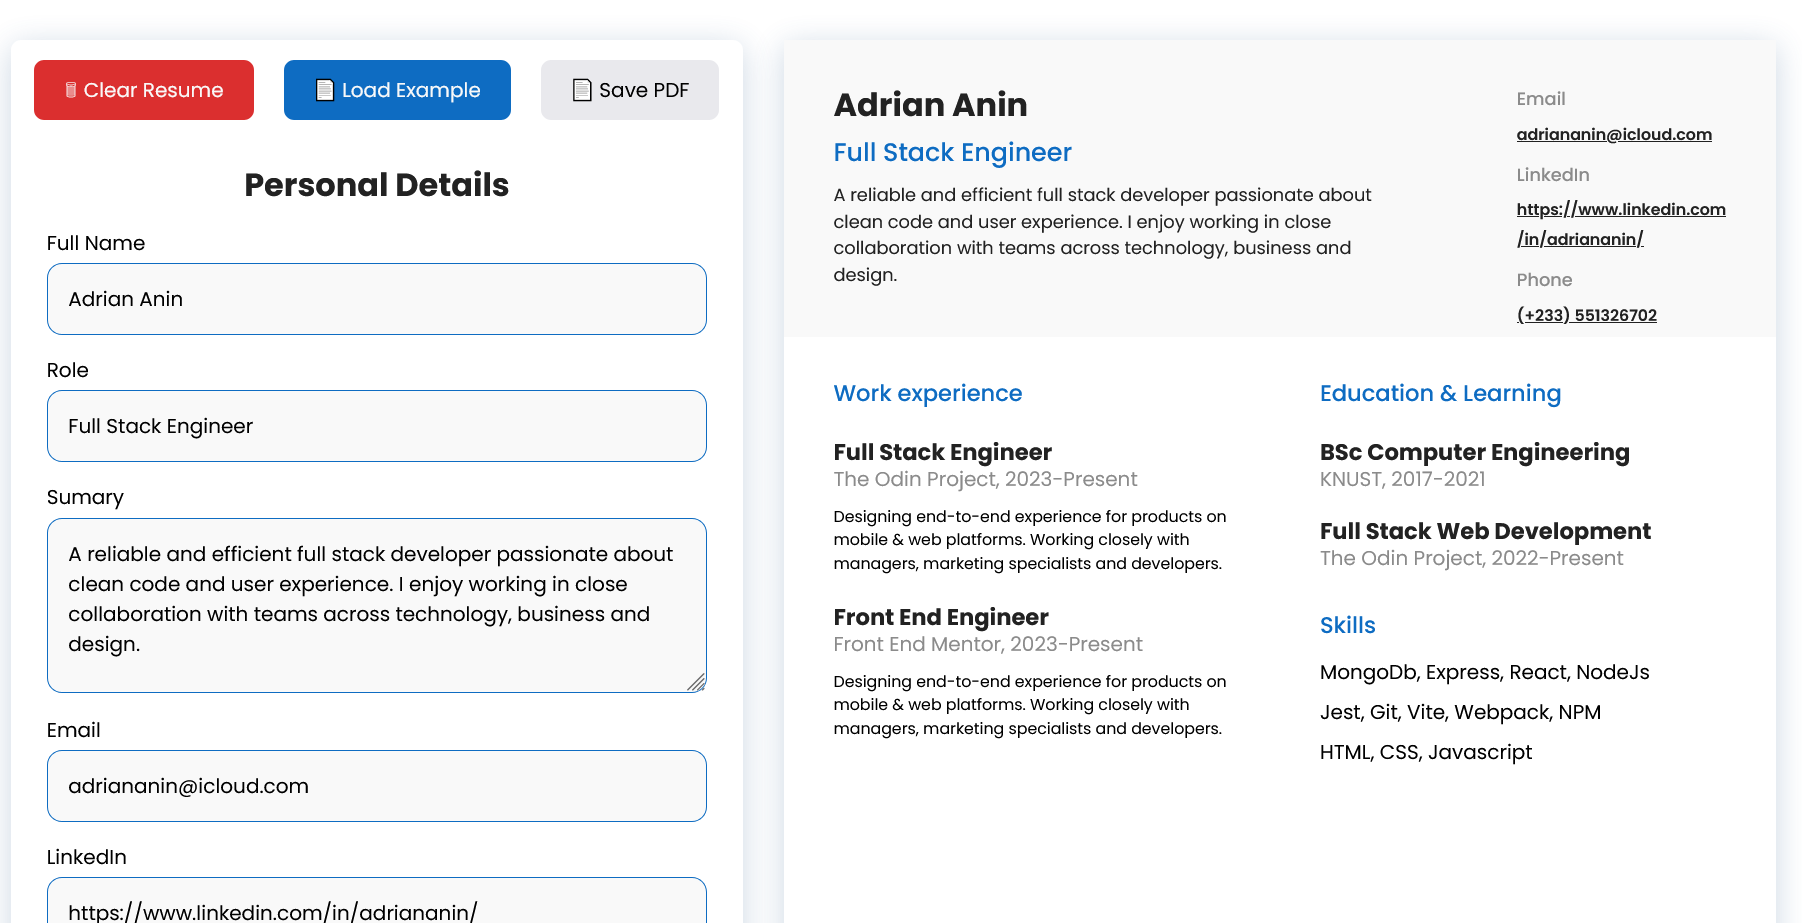 Clear Resume
Load Example
Save PDF
Personal Details
Full Name
Adrian Anin
Role
Full Stack Engineer
Sumary
A reliable and efficient full stack developer passionate about
clean code and user experience. I enjoy working in close
collaboration with teams across technology, business and
design.
Email
adriananin@icloud.com
LinkedIn
https://www.linkedin.com/in/adriananin/
Adrian Anin
Full Stack Engineer
A reliable and efficient full stack developer passionate about
clean code and user experience. I enjoy working in close
collaboration with teams across technology, business and
design.
Email
adriananin@icloud.com
LinkedIn
https://www.linkedin.com
/in/adriananin/
Phone
(+233) 551326702
Work experience
Full Stack Engineer
The Odin Project, 2023-Present
Designing end-to-end experience for products on
mobile & web platforms. Working closely with
managers, marketing specialists and developers.
Front End Engineer
Front End Mentor, 2023-Present
Designing end-to-end experience for products on
mobile & web platforms. Working closely with
managers, marketing specialists and developers.
Education & Learning
BSc Computer Engineering
KNUST, 2017-2021
Full Stack Web Development
The Odin Project, 2022-Present
Skills
MongoDb, Express, React, NodeJs
Jest, Git, Vite, Webpack, NPM
HTML, CSS, Javascript